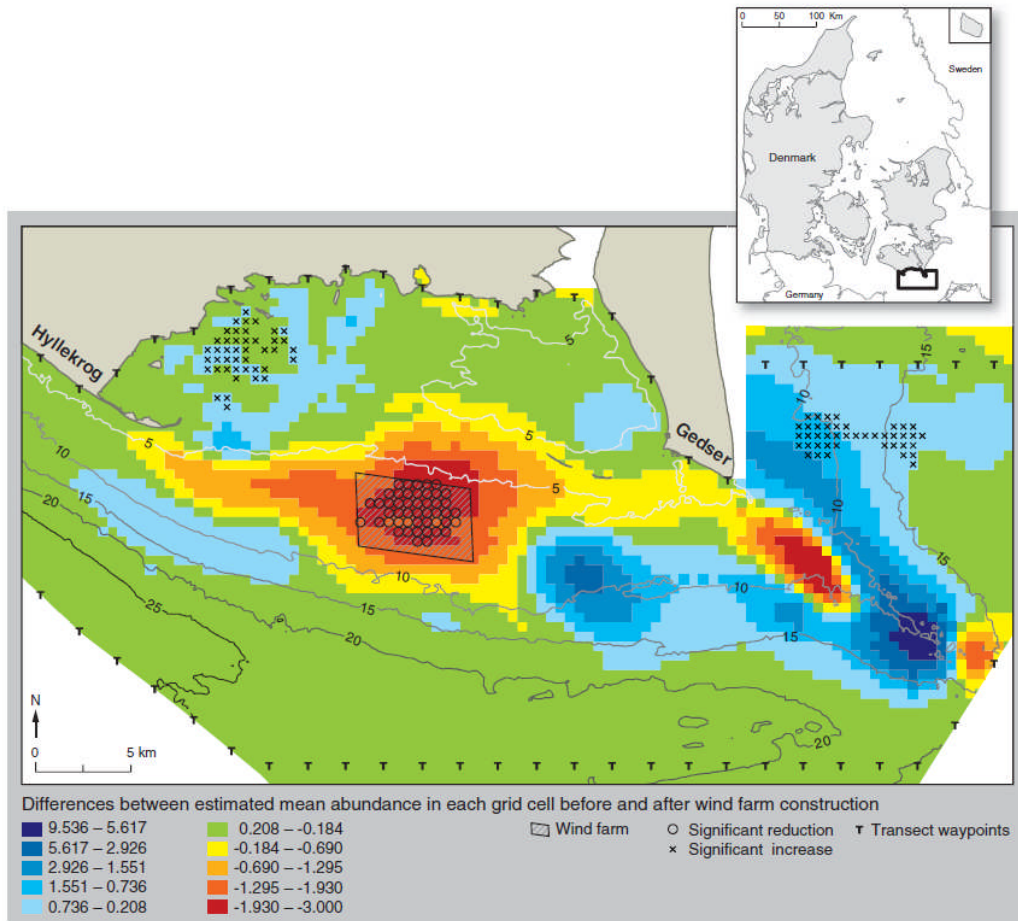 0 50 100 Km
Sweden
Denmark
Germany
Hyllekrog
Gedser
5
5
5
5
5
10
10
10
10
15
15
15
15
15
20
20
20
25
N
0 5 km
Differences between estimated mean abundance in each grid cell before and after wind farm construction
9.536 – 5.617
5.617 – 2.926
2.926 – 1.551
1.551 – 0.736
0.736 – 0.208
0.208 – -0.184
-0.184 – -0.690
-0.690 – -1.295
-1.295 – -1.930
-1.930 – -3.000
Wind farm
Significant reduction
Significant increase
Transect waypoints